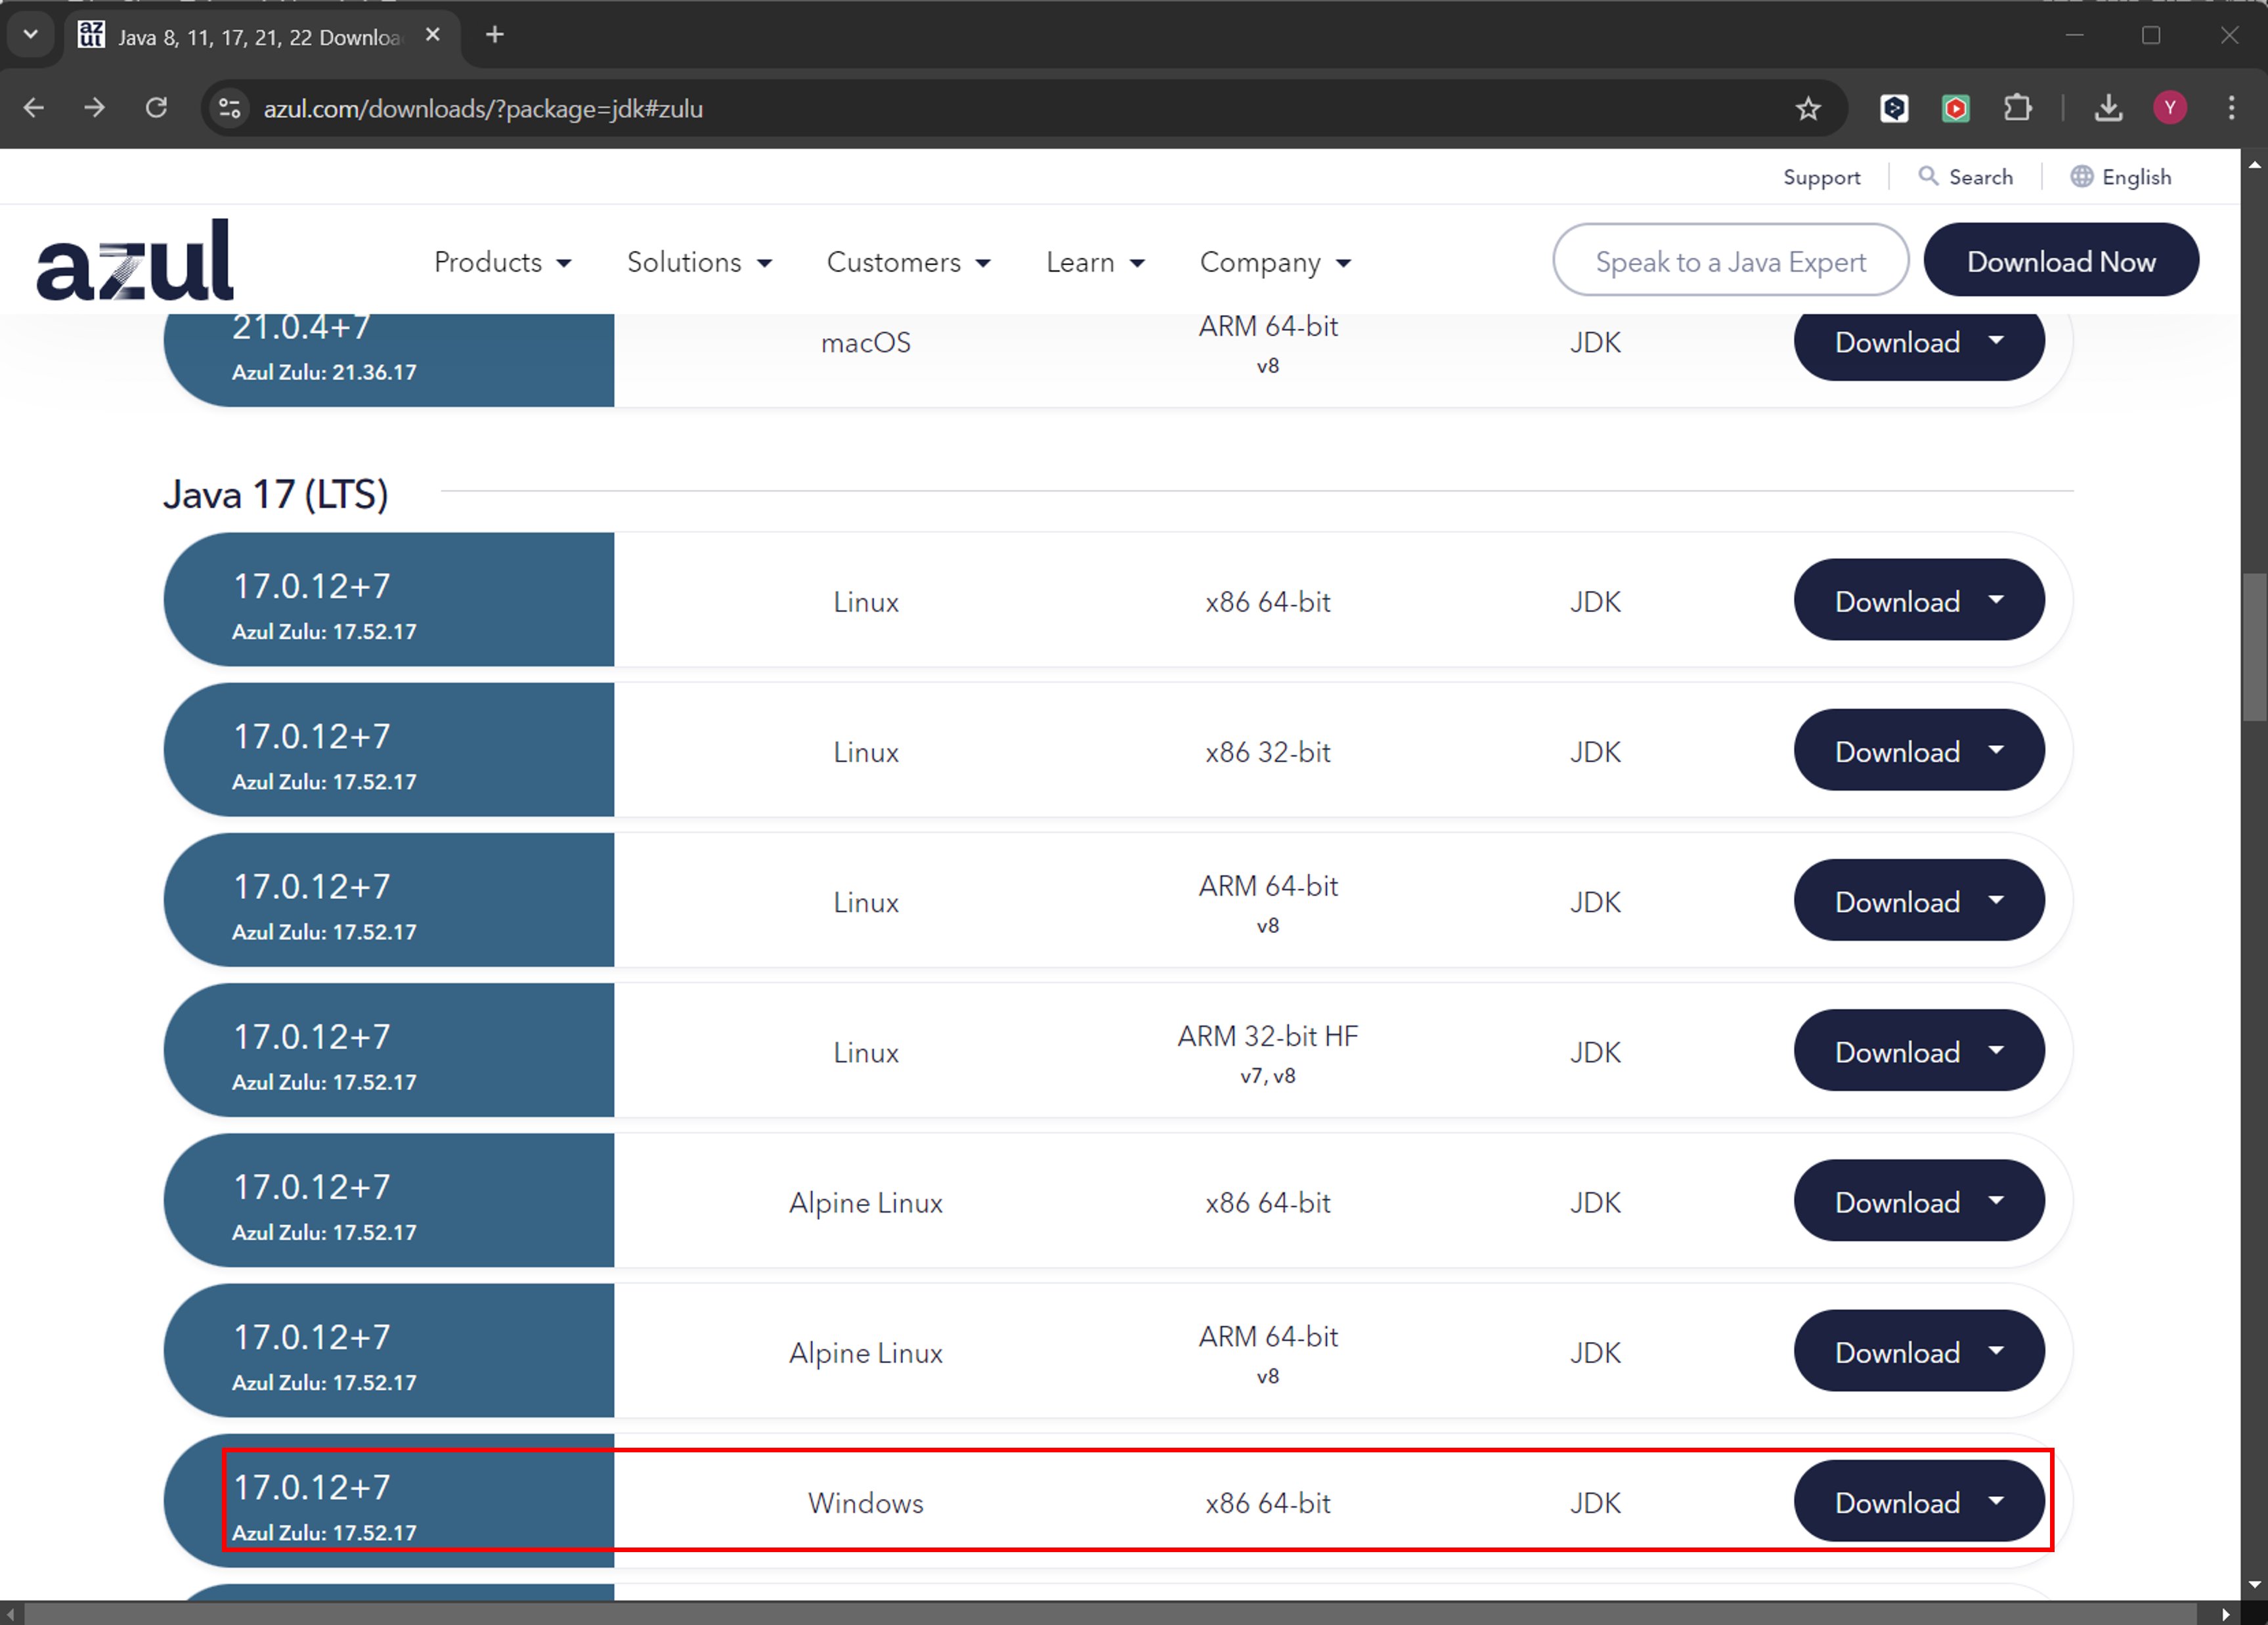 Java 8, 11, 17, 21, 22 Downloa
azul.com/downloads/?package=jdk#zulu
Y
Support
Search
English
azul
Products
Solutions
Customers
Learn
Company
Speak to a Java Expert
Download Now
21.0.4+7
Azul Zulu: 21.36.17
macOS
ARM 64-bit
v8
JDK
Download
Java 17 (LTS)
17.0.12+7
Azul Zulu: 17.52.17
Linux
x86 64-bit
JDK
Download
17.0.12+7
Azul Zulu: 17.52.17
Linux
x86 32-bit
JDK
Download
17.0.12+7
Azul Zulu: 17.52.17
Linux
ARM 64-bit
v8
JDK
Download
17.0.12+7
Azul Zulu: 17.52.17
Linux
ARM 32-bit HF
v7, v8
JDK
Download
17.0.12+7
Azul Zulu: 17.52.17
Alpine Linux
x86 64-bit
JDK
Download
17.0.12+7
Azul Zulu: 17.52.17
Alpine Linux
ARM 64-bit
v8
JDK
Download
17.0.12+7
Azul Zulu: 17.52.17
Windows
x86 64-bit
JDK
Download